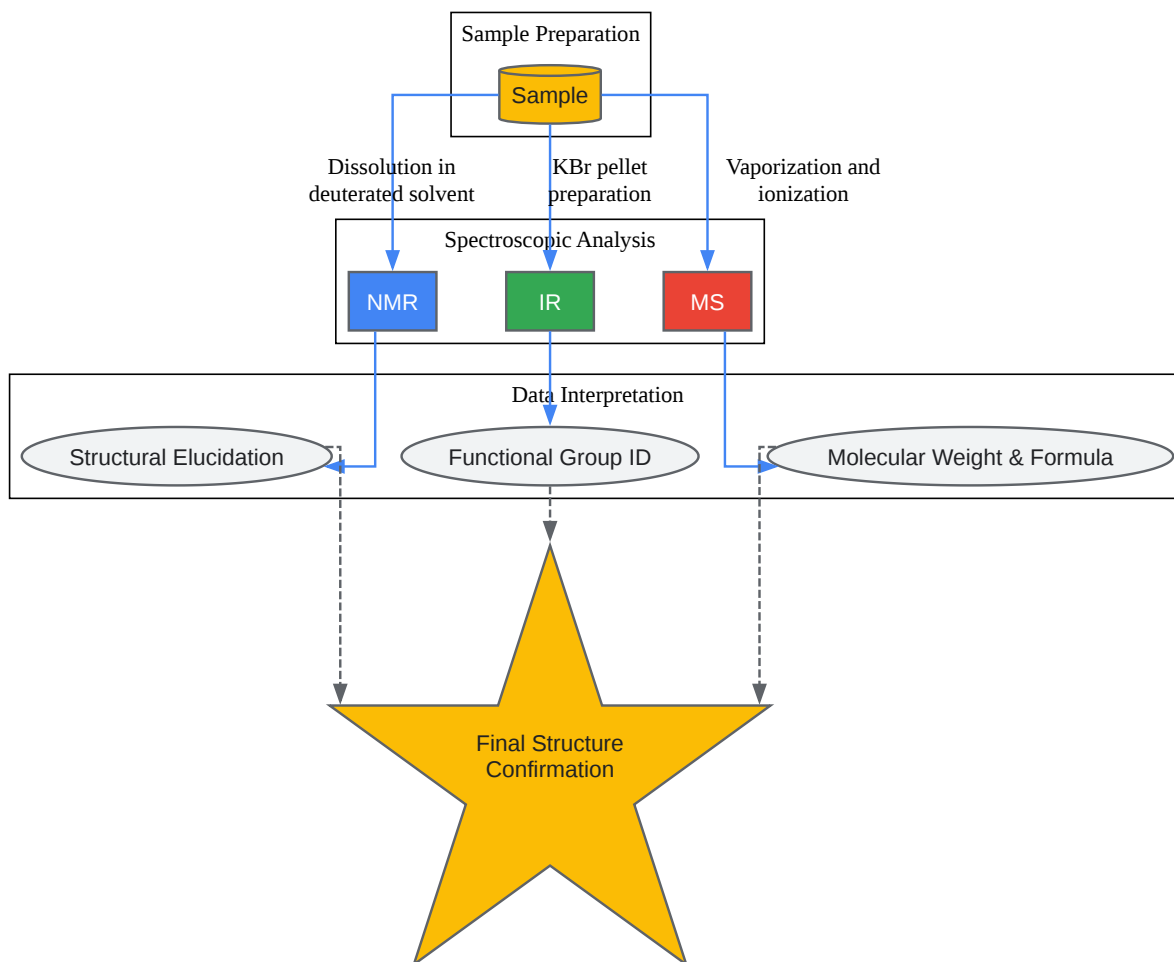 Sample Preparation
Sample
Dissolution in
deuterated solvent
KBr pellet
preparation
Vaporization and
ionization
Spectroscopic Analysis
NMR
IR
MS
Data Interpretation
Structural Elucidation
Functional Group ID
Molecular Weight & Formula
Final Structure
Confirmation